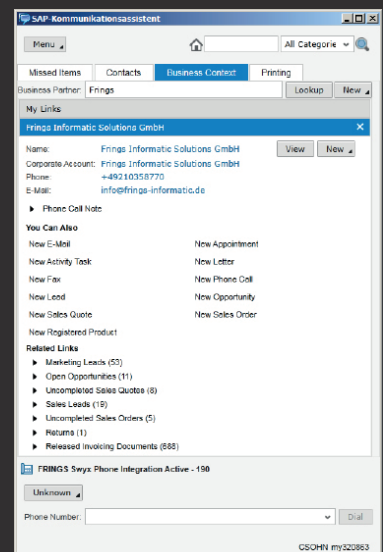 SAP-Kommunikationsassistent
Menu
All Categorie
Missed Items Contacts Business Context Printing
Business Partner: Frings Lookup New
My Links
Frings Informatic Solutions GmbH
Name: Frings Informatic Solutions GmbH View New
Corporate Account: Frings Informatic Solutions GmbH
Phone: +49210358770
E-Mail: info@frings-informatic.de
Phone Call Note
You Can Also
New E-Mail New Appointment
New Activity Task New Letter
New Fax New Phone Call
New Lead New Opportunity
New Sales Quote New Sales Order
New Registered Product
Related Links
Marketing Leads (53)
Open Opportunities (11)
Uncompleted Sales Quotes (8)
Sales Leads (19)
Uncompleted Sales Orders (5)
Returns (1)
Released Invoicing Documents (688)
FRINGS Swyx Phone Integration Active - 190
Unknown
Phone Number: Dial
CSOHN my320863